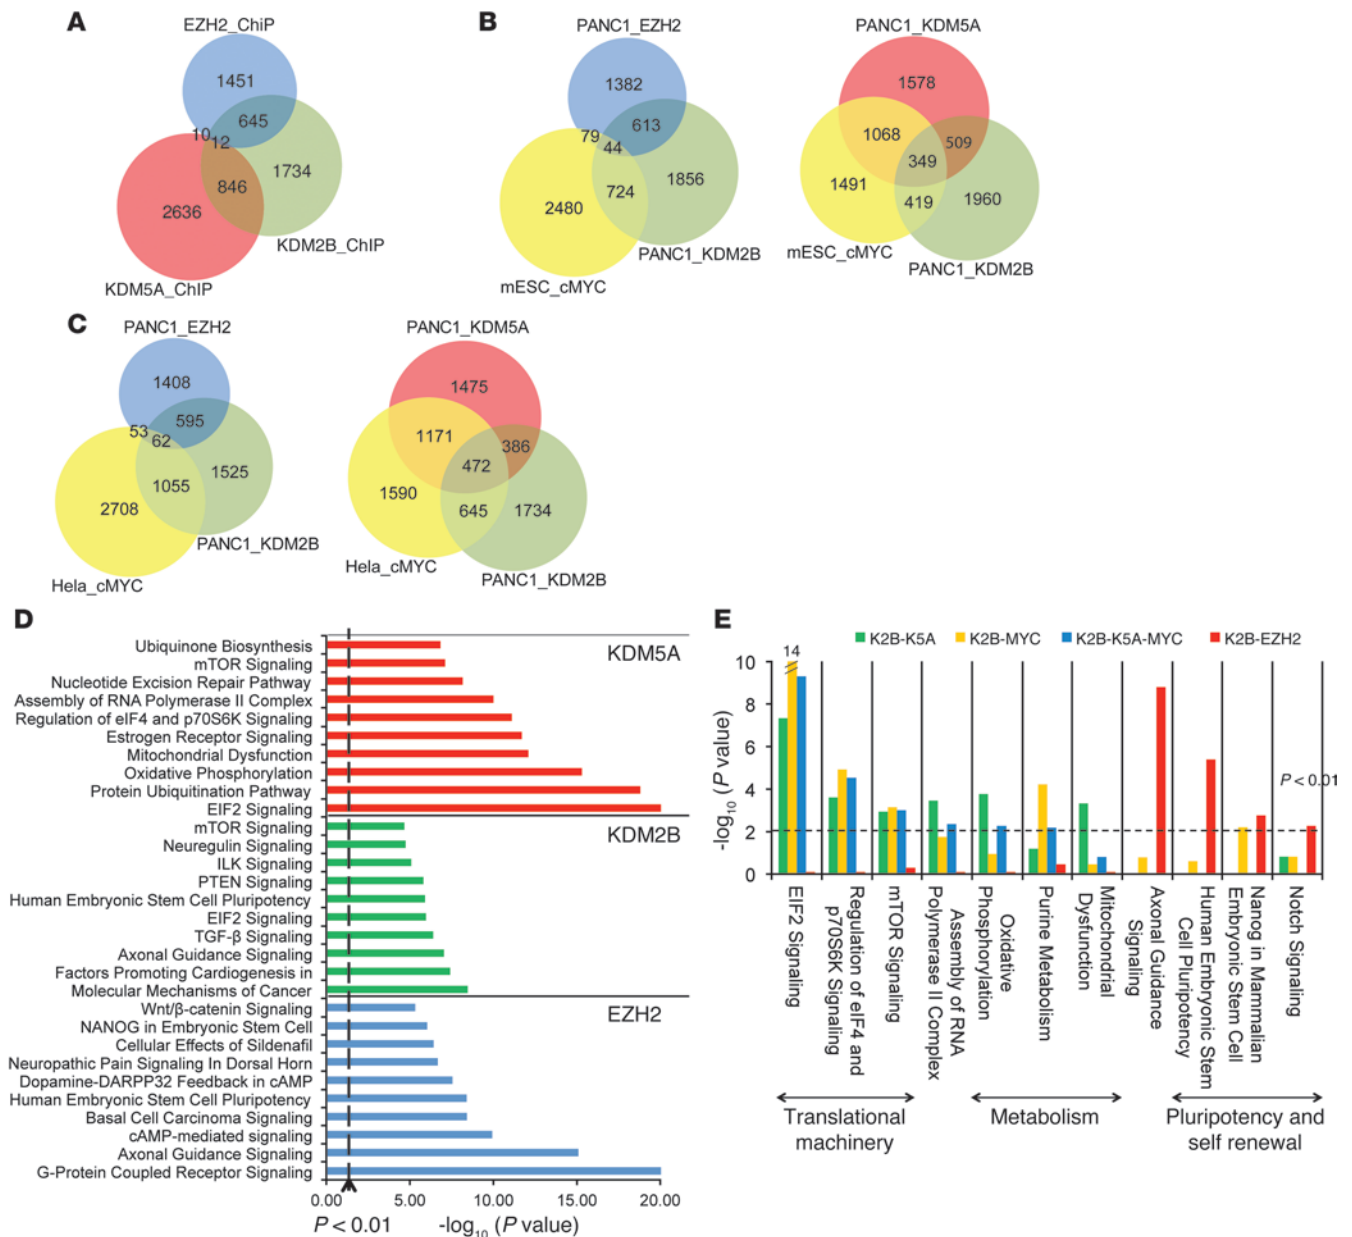 A
EZH2_ChiP
1451
645
10
12
1734
846
2636
KDM2B_ChIP
KDM5A_ChIP
B
PANC1_EZH2
1382
613
79
44
1856
724
2480
PANC1_KDM2B
mESC_cMYC
PANC1_KDM5A
1578
1068
509
349
1491
419
1960
mESC_cMYC
PANC1_KDM2B
C
PANC1_EZH2
1408
595
53
62
1525
1055
2708
PANC1_KDM2B
Hela_cMYC
PANC1_KDM5A
1475
1171
386
472
1590
645
1734
Hela_cMYC
PANC1_KDM2B
D
KDM5A
Ubiquinone Biosynthesis
mTOR Signaling
Nucleotide Excision Repair Pathway
Assembly of RNA Polymerase II Complex
Regulation of eIF4 and p70S6K Signaling
Estrogen Receptor Signaling
Mitochondrial Dysfunction
Oxidative Phosphorylation
Protein Ubiquitination Pathway
EIF2 Signaling
KDM2B
mTOR Signaling
Neuregulin Signaling
ILK Signaling
PTEN Signaling
Human Embryonic Stem Cell Pluripotency
EIF2 Signaling
TGF-β Signaling
Axonal Guidance Signaling
Factors Promoting Cardiogenesis in
Molecular Mechanisms of Cancer
EZH2
Wnt/β-catenin Signaling
NANOG in Embryonic Stem Cell
Cellular Effects of Sildenafil
Neuropathic Pain Signaling In Dorsal Horn
Dopamine-DARPP32 Feedback in cAMP
Human Embryonic Stem Cell Pluripotency
Basal Cell Carcinoma Signaling
cAMP-mediated signaling
Axonal Guidance Signaling
G-Protein Coupled Receptor Signaling
0.00 5.00 10.00 15.00 20.00
P < 0.01
-log10 (P value)
E
K2B-K5A K2B-MYC K2B-K5A-MYC K2B-EZH2
14
10
8
6
4
2
0
-log10 (P value)
P < 0.01
EIF2 Signaling
Regulation of eIF4 and
p70S6K Signaling
mTOR Signaling
Assembly of RNA
Polymerase II Complex
Oxidative
Phosphorylation
Purine Metabolism
Mitochondrial
Dysfunction
Axonal Guidance
Signaling
Human Embryonic Stem
Cell Pluripotency
Nanog in Mammalian
Embryonic Stem Cell
Notch Signaling
Translational
machinery
Metabolism
Pluripotency and
self renewal